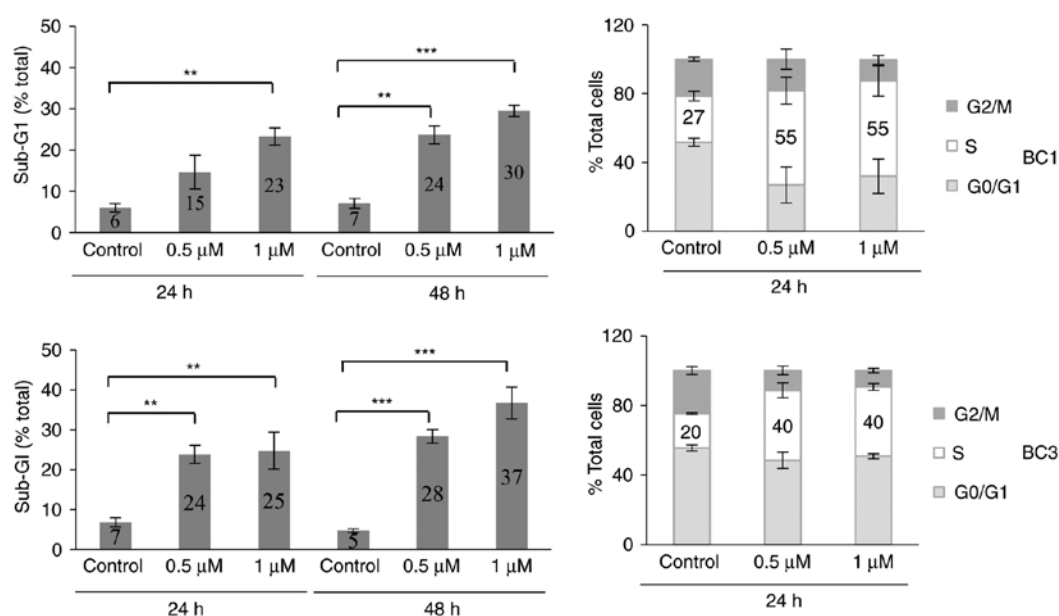 50
40
30
20
10
0
Sub-G1 (% total)
**
**
***
6
15
23
7
24
30
Control 0.5 μM 1 μM Control 0.5 μM 1 μM
24 h 48 h
120
80
40
0
% Total cells
27
55
55
G2/M
S
G0/G1
BC1
Control 0.5 μM 1 μM
24 h
50
40
30
20
10
0
Sub-GI (% total)
**
**
***
***
7
24
25
5
28
37
Control 0.5 μM 1 μM Control 0.5 μM 1 μM
24 h 48 h
120
80
40
0
% Total cells
20
40
40
G2/M
S
G0/G1
BC3
Control 0.5 μM 1 μM
24 h